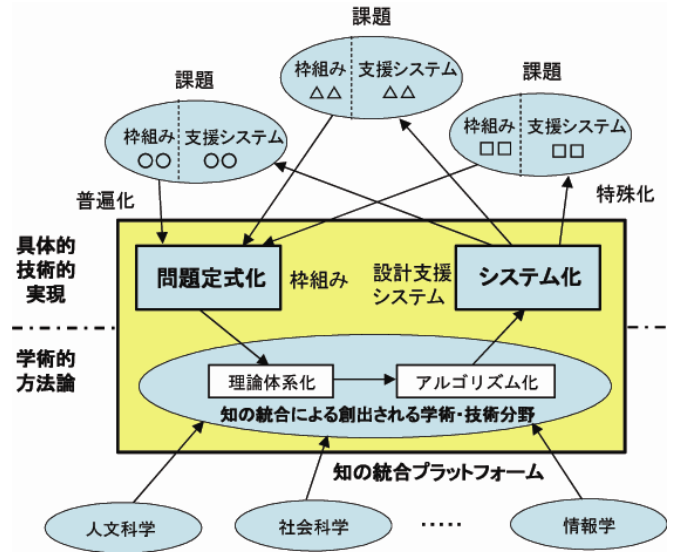 課題
枠組み
支援システム
△△
△△
課題
枠組み
支援システム
○○
○○
課題
枠組み
支援システム
□□
□□
普遍化
特殊化
具体的
技術的
実現
問題定式化
枠組み
設計支援
システム
システム化
学術的
方法論
理論体系化
アルゴリズム化
知の統合による創出される学術・技術分野
知の統合プラットフォーム
人文科学
社会科学
・・・・・
情報学